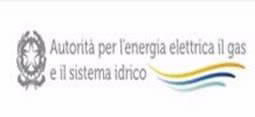 Autorità per l'energia elettrica il gas
e il sistema idrico